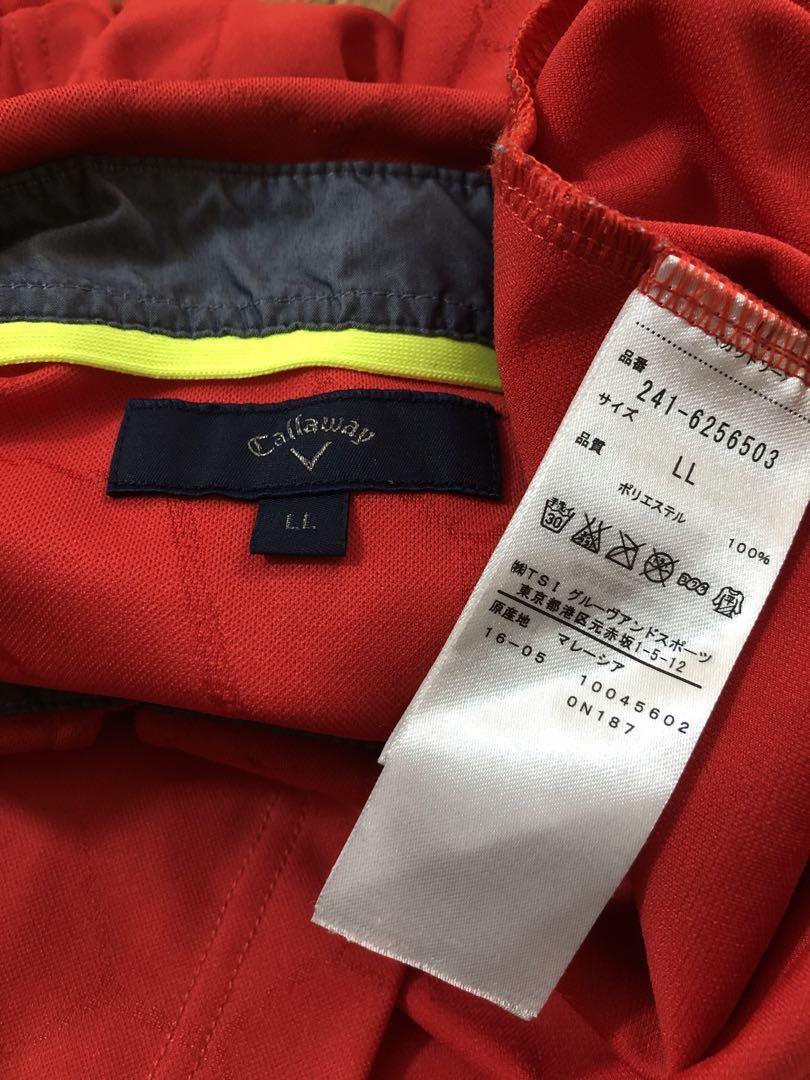 Callaway
LL
品番
241-6256503
サイズ
LL
品質
ポリエステル 100%
30
㈱TSI グルーヴアンドスポーツ
東京都港区元赤坂1-5-12
原産地 マレーシア
16-05 10045602
0N187